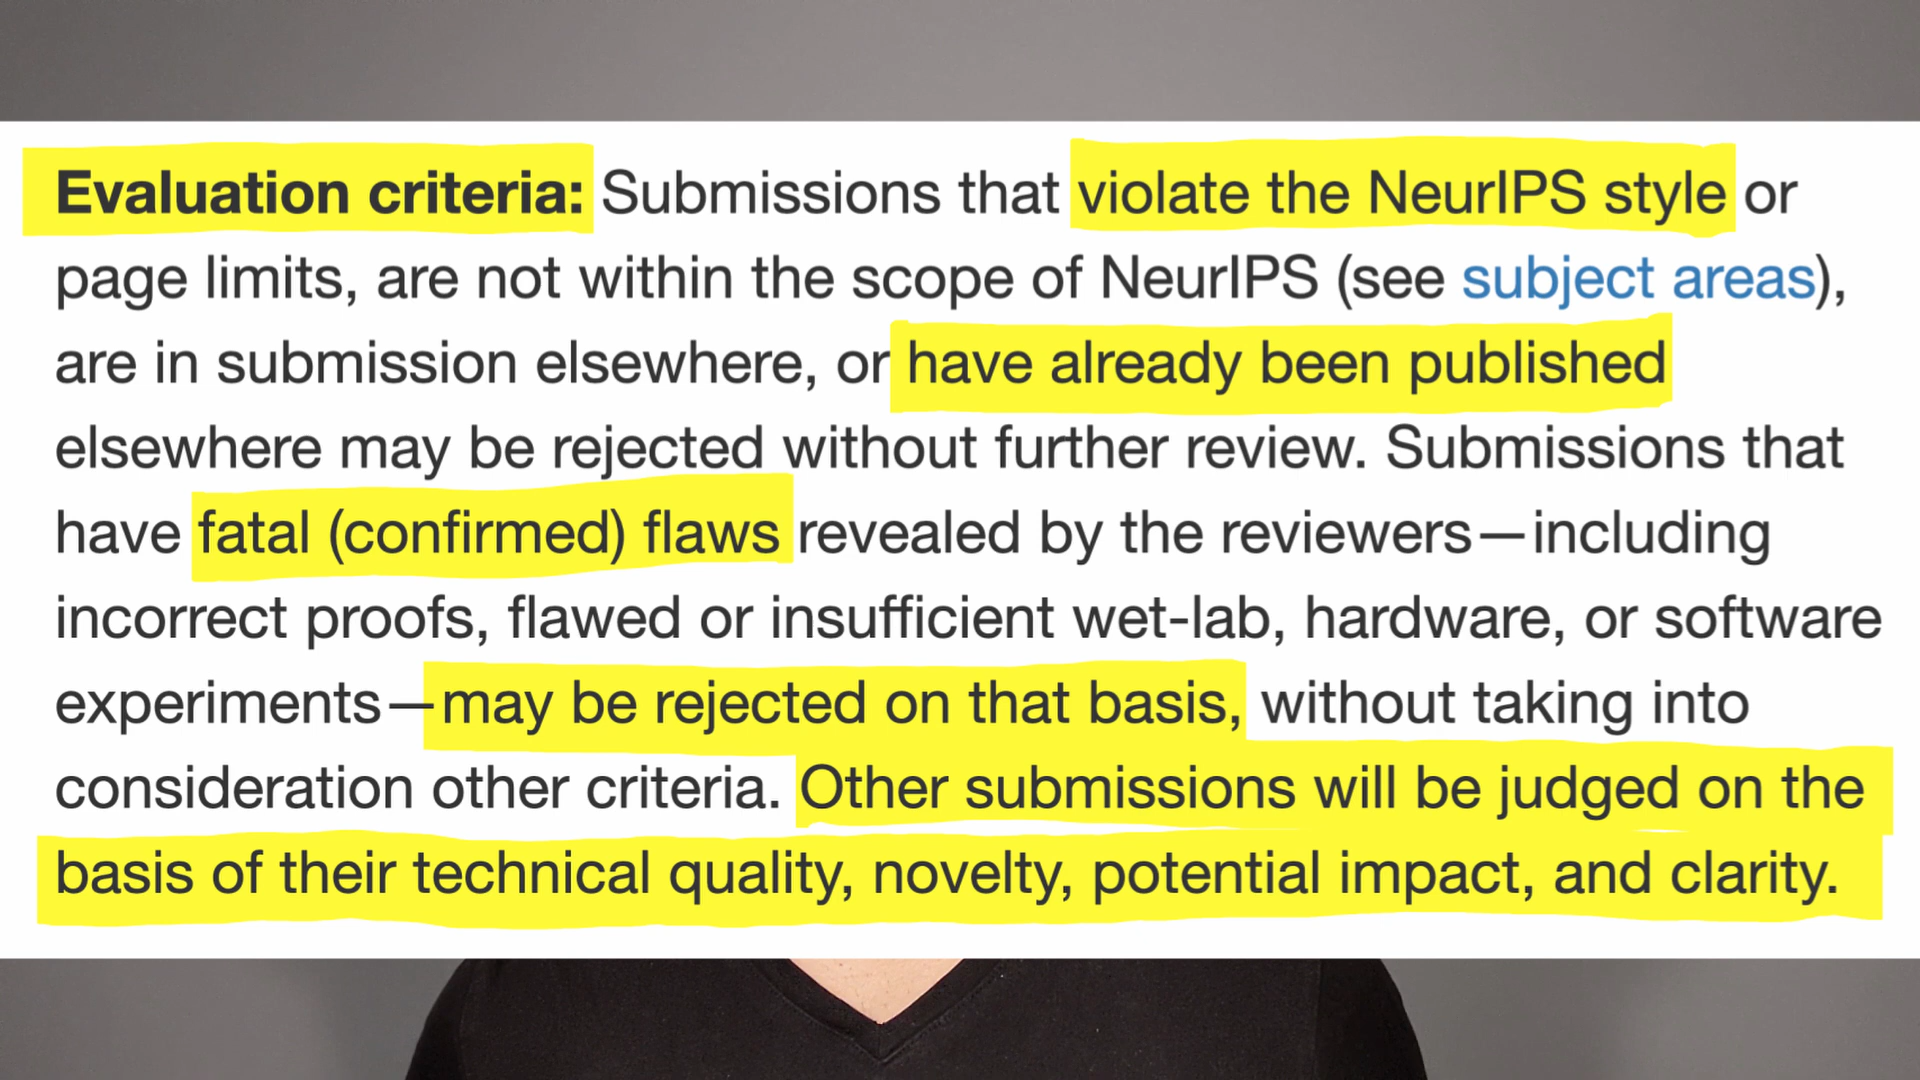 Evaluation criteria: Submissions that violate the NeurIPS style or
page limits, are not within the scope of NeurIPS (see subject areas),
are in submission elsewhere, or have already been published
elsewhere may be rejected without further review. Submissions that
have fatal (confirmed) flaws revealed by the reviewers—including
incorrect proofs, flawed or insufficient wet-lab, hardware, or software
experiments—may be rejected on that basis, without taking into
consideration other criteria. Other submissions will be judged on the
basis of their technical quality, novelty, potential impact, and clarity.